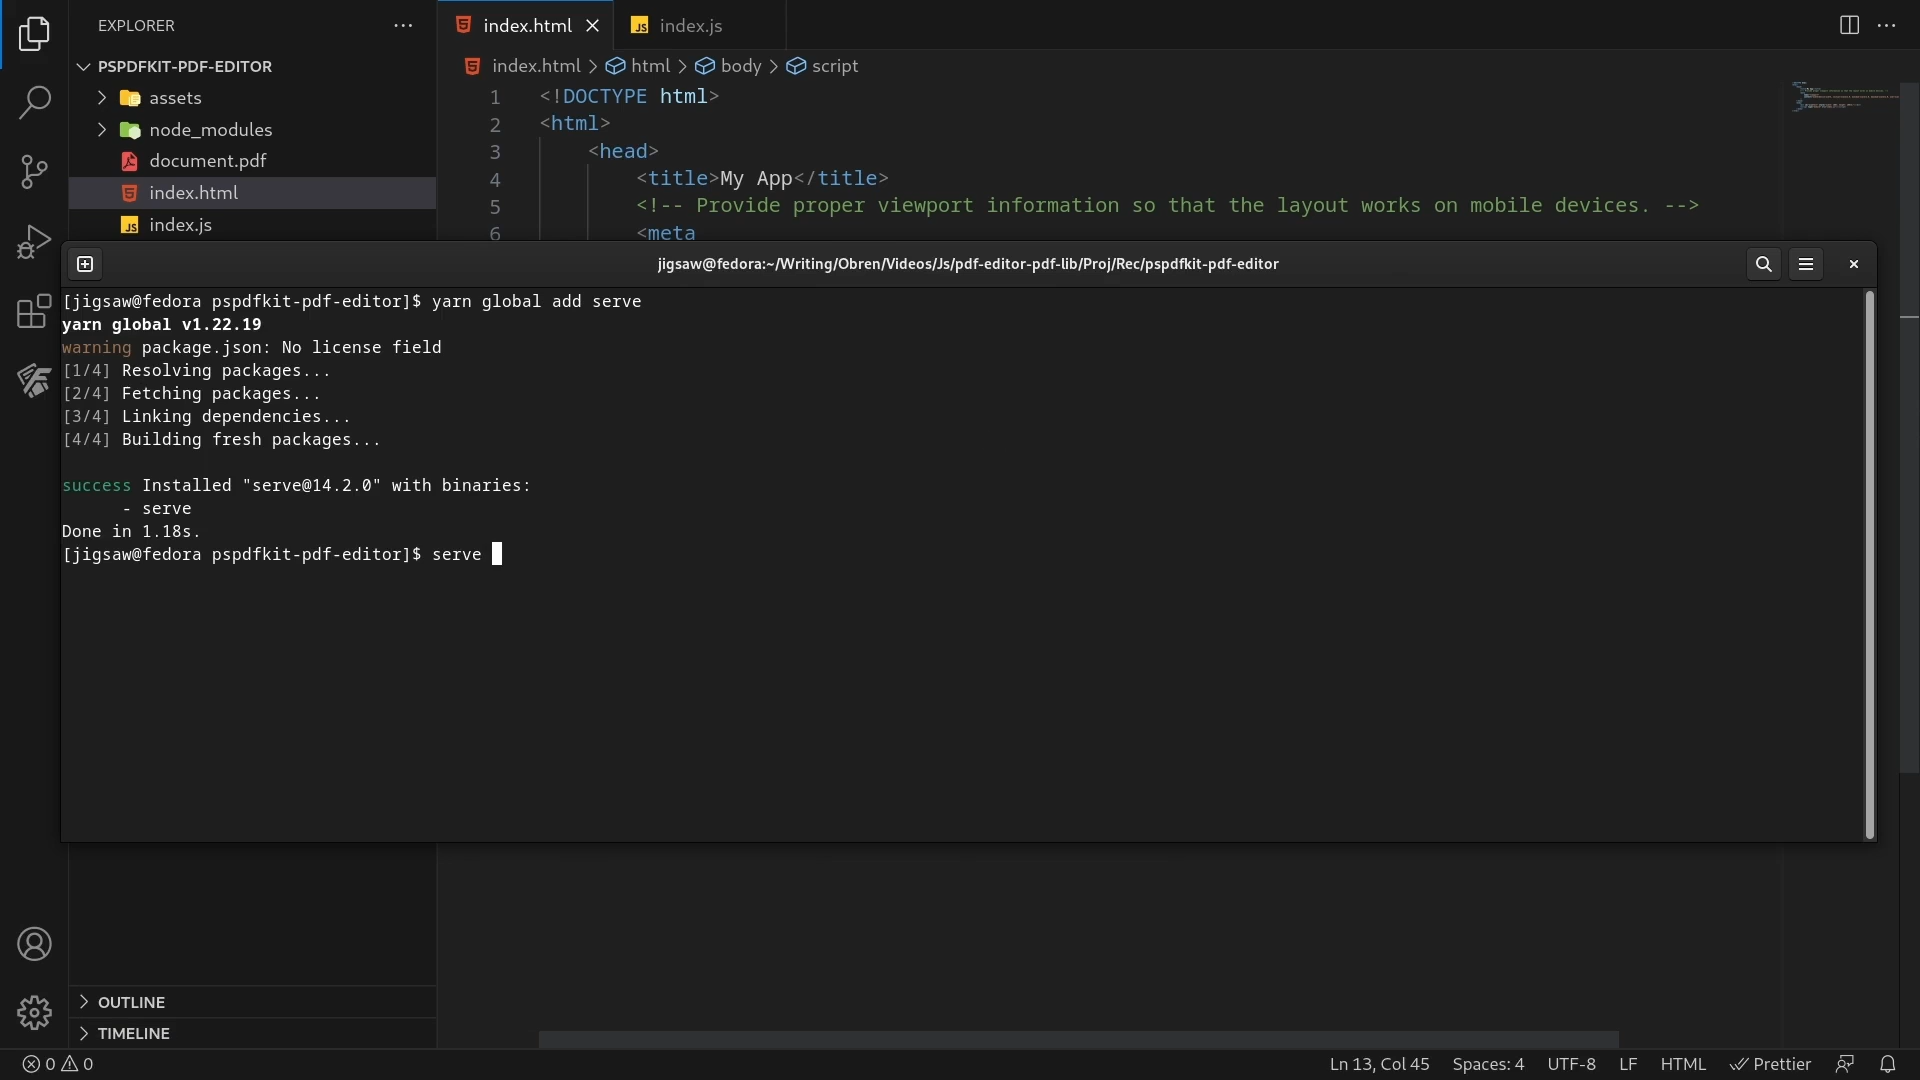 EXPLORER
PSPDFKIT-PDF-EDITOR
assets
node_modules
document.pdf
index.html
index.js
index.html
JS index.js
index.html > html > body > script
1 <!DOCTYPE html>
2 <html>
3 <head>
4 <title>My App</title>
5 <!-- Provide proper viewport information so that the layout works on mobile devices. -->
6 <meta
jigsaw@fedora:~/Writing/Obren/Videos/Js/pdf-editor-pdf-lib/Proj/Rec/pspdfkit-pdf-editor
[jigsaw@fedora pspdfkit-pdf-editor]$ yarn global add serve
yarn global v1.22.19
warning package.json: No license field
[1/4] Resolving packages...
[2/4] Fetching packages...
[3/4] Linking dependencies...
[4/4] Building fresh packages...
success Installed "serve@14.2.0" with binaries:
- serve
Done in 1.18s.
[jigsaw@fedora pspdfkit-pdf-editor]$ serve
OUTLINE
TIMELINE
0 0
Ln 13, Col 45 Spaces: 4 UTF-8 LF HTML Prettier